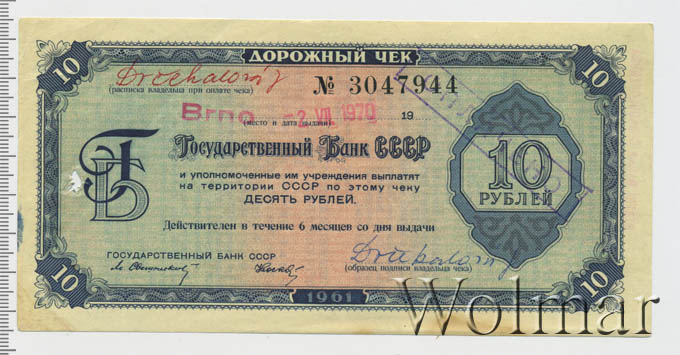 ДОРОЖНЫЙ ЧЕК
10
10
(расписка владельца при оплате чека)
№ 3047944
Brno -2 VII. 1970 19
(место и дата выдачи)
ГБ
Государственный Банк СССР
и уполномоченные им учреждения выплатят
на территории СССР по этому чеку
ДЕСЯТЬ РУБЛЕЙ.
10
РУБЛЕЙ
Действителен в течение 6 месяцев со дня выдачи
ГОСУДАРСТВЕННЫЙ БАНК СССР
(образец подписи владельца чека)
10
1961
10
Wolmar